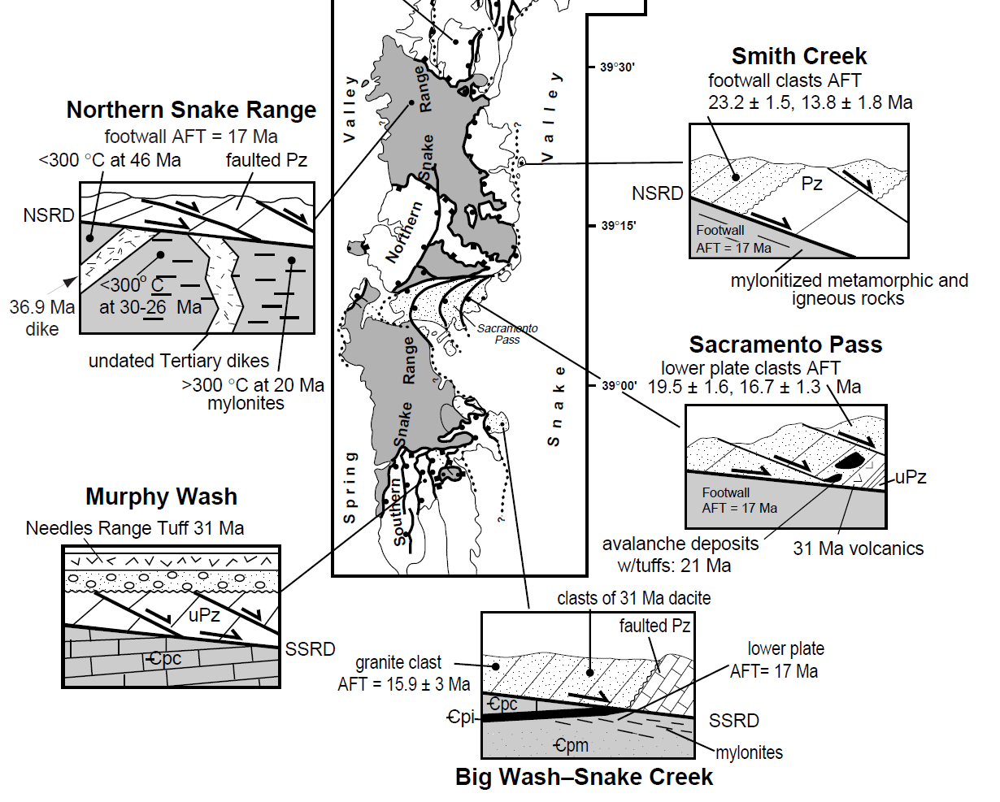 Northern Snake Range
footwall AFT = 17 Ma
<300 °C at 46 Ma
faulted Pz
NSRD
<300° C
at 30-26 Ma
36.9 Ma
dike
undated Tertiary dikes
>300 °C at 20 Ma
mylonites
Murphy Wash
Needles Range Tuff 31 Ma
uPz
Ꞓpc
SSRD
Valley
Spring
Northern
Snake
Range
Southern
Snake
Range
Valley
Snake
?
?
?
?
Sacramento
Pass
39°30'
39°15'
39°00'
Smith Creek
footwall clasts AFT
23.2 ± 1.5, 13.8 ± 1.8 Ma
NSRD
Pz
Footwall
AFT = 17 Ma
mylonitized metamorphic and
igneous rocks
Sacramento Pass
lower plate clasts AFT
19.5 ± 1.6, 16.7 ± 1.3 Ma
Footwall
AFT = 17 Ma
uPz
avalanche deposits
w/tuffs: 21 Ma
31 Ma volcanics
clasts of 31 Ma dacite
faulted Pz
granite clast
AFT = 15.9 ± 3 Ma
lower plate
AFT= 17 Ma
Ꞓpc
Ꞓpi
SSRD
Ꞓpm
mylonites
Big Wash–Snake Creek